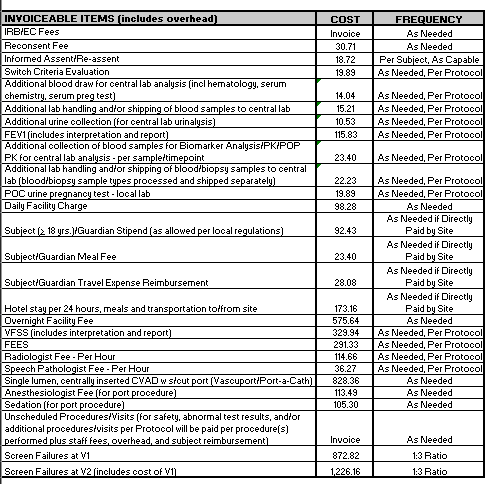 INVOICEABLE ITEMS (includes overhead) COST FREQUENCY
IRB/EC Fees Invoice As Needed
Reconsent Fee 30.71 As Needed
Informed Assent/Re-assent 18.72 Per Subject, As Capable
Switch Criteria Evaluation 19.89 As Needed, Per Protocol
Additional blood draw for central lab analysis (incl hematology, serum
chemistry, serum preg test) 14.04 As Needed, Per Protocol
Additional lab handling and/or shipping of blood samples to central lab 15.21 As Needed, Per Protocol
Additional urine collection (for central lab urinalysis) 10.53 As Needed, Per Protocol
FEV1 (includes interpretation and report) 115.83 As Needed, Per Protocol
Additional collection of blood samples for Biomarker Analysis/PK/POP
PK for central lab analysis - per sample/timepoint 23.40 As Needed, Per Protocol
Additional lab handling and/or shipping of blood/biopsy samples to central
lab (blood/biopsy sample types processed and shipped separately) 22.23 As Needed, Per Protocol
POC urine pregnancy test - local lab 19.89 As Needed, Per Protocol
Daily Facility Charge 98.28 As Needed
Subject (≥ 18 yrs.)/Guardian Stipend (as allowed per local regulations) 92.43 As Needed if Directly
Paid by Site
Subject/Guardian Meal Fee 23.40 As Needed if Directly
Paid by Site
Subject/Guardian Travel Expense Reimbursement 28.08 As Needed if Directly
Paid by Site
Hotel stay per 24 hours, meals and transportation to/from site 173.16 As Needed if Directly
Paid by Site
Overnight Facility Fee 575.64 As Needed
VFSS (includes interpretation and report) 329.94 As Needed, Per Protocol
FEES 291.33 As Needed, Per Protocol
Radiologist Fee - Per Hour 114.66 As Needed, Per Protocol
Speech Pathologist Fee - Per Hour 36.27 As Needed, Per Protocol
Single lumen, centrally inserted CVAD w s/cut port (Vascuport/Port-a-Cath) 828.36 As Needed
Anesthesiologist Fee (for port procedure) 113.49 As Needed
Sedation (for port procedure) 105.30 As Needed
Unscheduled Procedures/Visits (for safety, abnormal test results, and/or
additional procedures/visits per Protocol will be paid per procedure(s)
performed plus staff fees, overhead, and subject reimbursement) Invoice As Needed
Screen Failures at V1 872.82 1:3 Ratio
Screen Failures at V2 (includes cost of V1) 1,226.16 1:3 Ratio